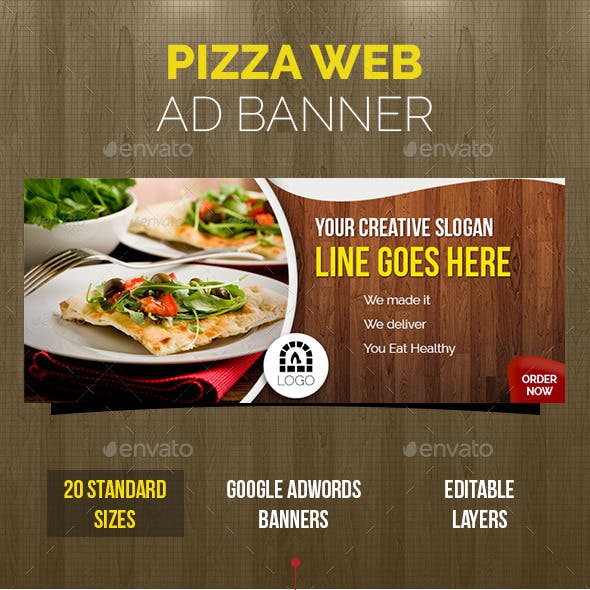 PIZZA WEB
AD BANNER
envato
envato
YOUR CREATIVE SLOGAN
LINE GOES HERE
We made it
We deliver
You Eat Healthy
LOGO
ORDER
NOW
envato
envato
20 STANDARD
SIZES
GOOGLE ADWORDS
BANNERS
EDITABLE
LAYERS